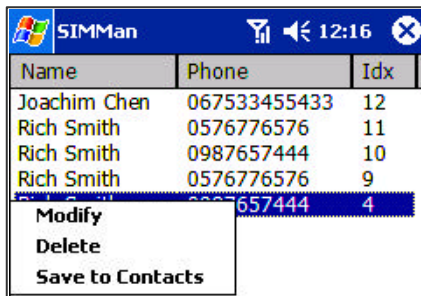 SIMMan 12:16
Name Phone Idx
Joachim Chen 067533455433 12
Rich Smith 0576776576 11
Rich Smith 0987657444 10
Rich Smith 0576776576 9
4
Modify
Delete
Save to Contacts